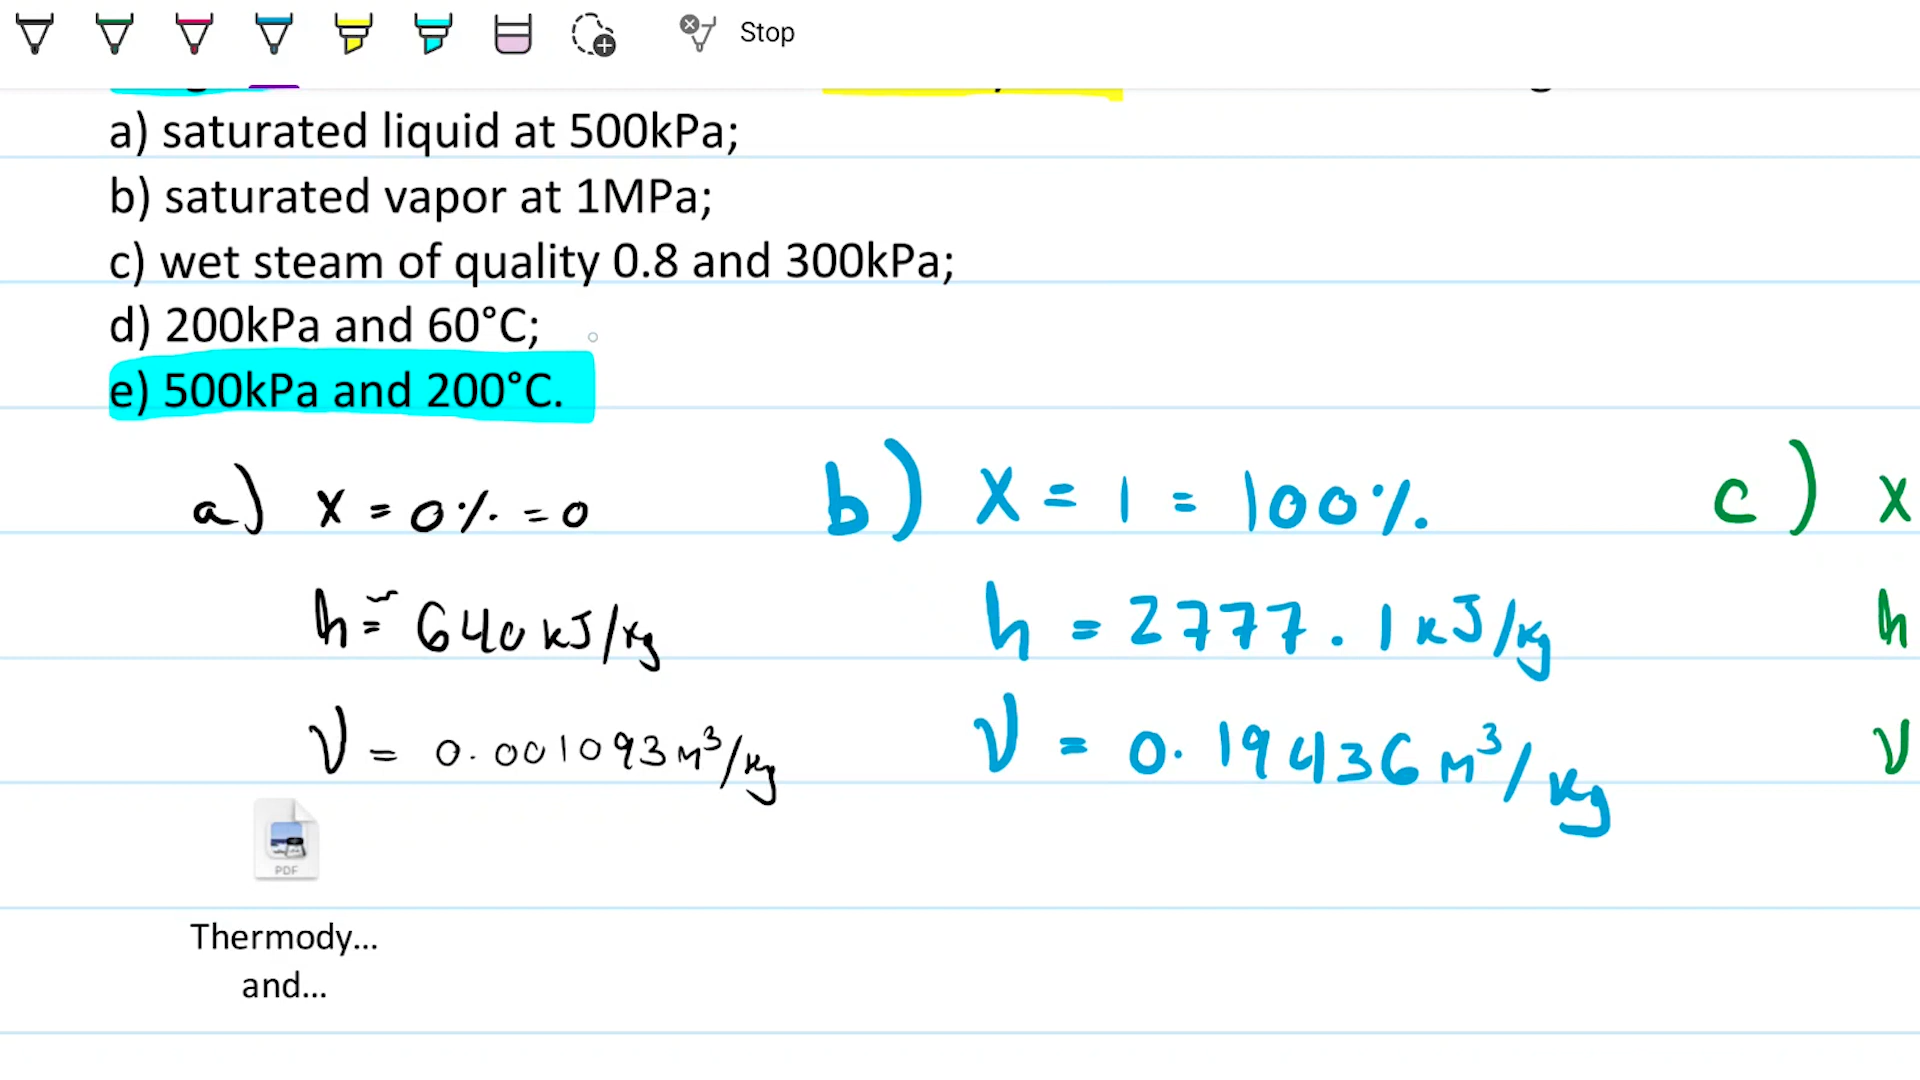 Stop
a) saturated liquid at 500kPa;
b) saturated vapor at 1MPa;
c) wet steam of quality 0.8 and 300kPa;
d) 200kPa and 60°C;
e) 500kPa and 200°C.
a) x = 0% = 0
h ≅ 640 kJ/kg
ν = 0.001093 m³/kg
b) x = 1 = 100%
h = 2777.1 kJ/kg
ν = 0.19436 m³/kg
c) x
h
ν
PDF
Thermody...
and...